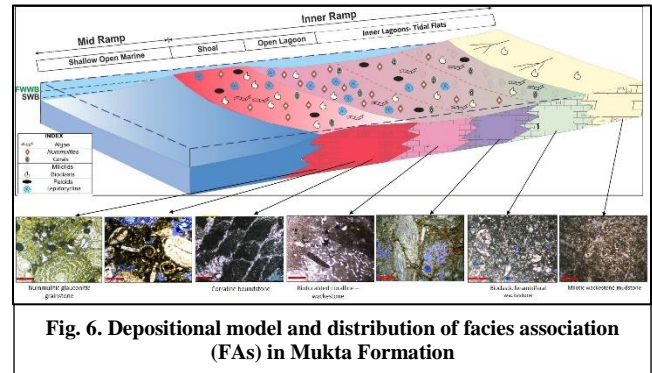 Inner Ramp
Mid Ramp
Shallow Open Marine
Shoal
Open Lagoon
Inner Lagoons- Tidal Flats
FWWB
SWB
INDEX
Algae
Nummulites
Corals
Miliolids
Bioclasts
Peloids
Lepidocyclina
Nummulitic glauconitic
grainstone
Corraline boundstone
Bioturbated coralline –
wackestone
Bioclastic foraminiferal
wackestone
Miliolic wackestone mudstone
Fig. 6. Depositional model and distribution of facies association
(FAs) in Mukta Formation